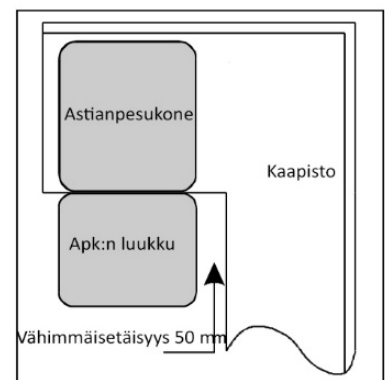 Astianpesukone
Kaapisto
Apk:n luukku
Vähimmäisetäisyys 50 mm